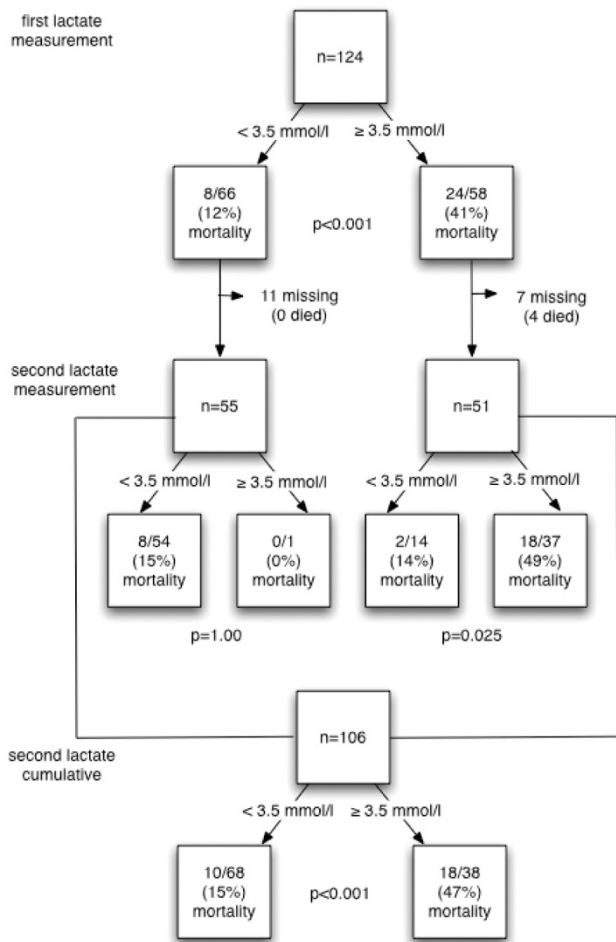 first lactate
measurement
n=124
< 3.5 mmol/l
≥ 3.5 mmol/l
8/66
(12%)
mortality
p<0.001
24/58
(41%)
mortality
11 missing
(0 died)
7 missing
(4 died)
second lactate
measurement
n=55
n=51
< 3.5 mmol/l
≥ 3.5 mmol/l
< 3.5 mmol/l
≥ 3.5 mmol/l
8/54
(15%)
mortality
0/1
(0%)
mortality
2/14
(14%)
mortality
18/37
(49%)
mortality
p=1.00
p=0.025
second lactate
cumulative
n=106
< 3.5 mmol/l
≥ 3.5 mmol/l
10/68
(15%)
mortality
p<0.001
18/38
(47%)
mortality